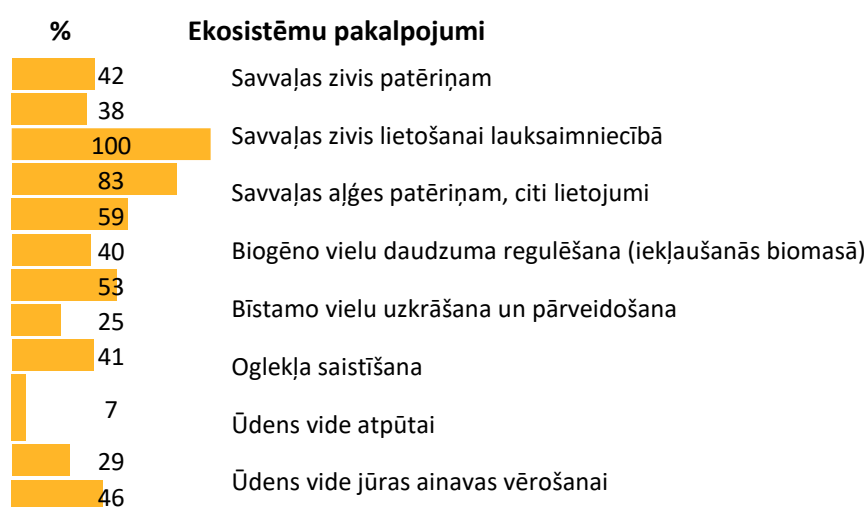 % Ekosistēmu pakalpojumi
42 Savvaļas zivis patēriņam
38
Savvaļas zivis lietošanai lauksaimniecībā
100
83 Savvaļas aļģes patēriņam, citi lietojumi
59
40 Biogēno vielu daudzuma regulēšana (iekļaušanās biomasā)
53
25 Bīstamo vielu uzkrāšana un pārveidošana
41 Oglekļa saistīšana
7 Ūdens vide atpūtai
29
Ūdens vide jūras ainavas vērošanai
46